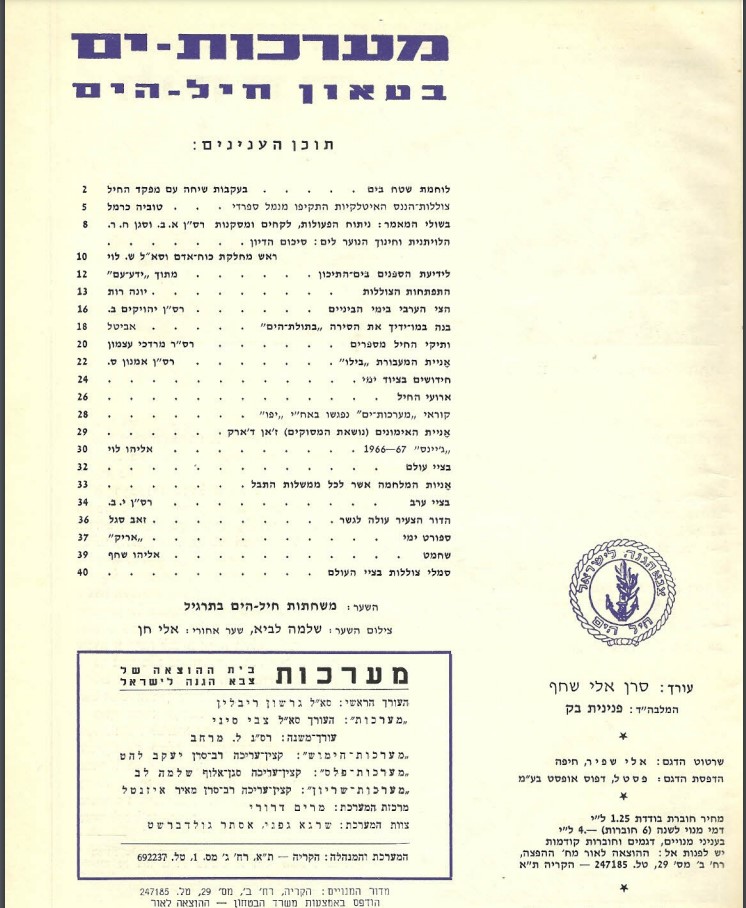 מערכות-ים
בטאון חיל-הים
תוכן הענינים:
לוחמת שטח בים . . . . . בעקבות שיחה עם מפקד החיל 2
צוללות־הננס האיטלקיות התקיפו מנמל ספרדי . . . טוביה כרמל 5
בשולי המאמר: ניתוח הפעולות, לקחים ומסקנות רס"ן א.ב. וסגן ח. ר. 8
הלויתנית וחינוך הנוער לים: סיכום הדיון . . . . . . .
ראש מחלקת כוח־אדם וסא"ל ש. לוי 10
לידיעת הספנים בים־התיכון . . . . . . מתוך „ידע־עם" 12
התפתחות הצוללות . . . . . . . . יונה רות 13
הצי הערבי בימי הביניים . . . . . . רס"ן יהויקים ב. 16
בנה במו־ידיך את הסירה „בתולת־הים" . . . . . אביטל 18
ותיקי החיל מספרים . . . . . . רס"ר מרדכי עצמון 20
אניית המעבורת „בילו" . . . . . . . רס"ן אמנון ס. 22
חידושים בציוד ימי . . . . . . . . . . 24
ארועי החיל . . . . . . . . . . . 26
קוראי „מערכות־ים" נפגשו באח"י „יפו" . . . . . . 28
אניית האימונים (נושאת המסוקים) ז'אן ד'ארק . . . . . . 29
„ג'יינס" 67—1966 . . . . . . . . אליהו לוי 30
בציי עולם . . . . . . . . . . . 32
אניות המלחמה אשר לכל ממשלות התבל . . . . . . 33
בציי ערב . . . . . . . . . רס"ן י. ב. 34
הדור הצעיר עולה לגשר . . . . . . . . זאב סגל 36
ספורט ימי . . . . . . . . . . „אריק" 37
שחמט . . . . . . . . . אליהו שחף 39
סמלי צוללות בציי העולם . . . . . . . . . 40
השער: משחתות חיל-הים בתרגיל
צילום השער: שלמה לביא, שער אחורי: אלי חן
מערכות בית ההוצאה של
צבא הגנה לישראל
העורך הראשי: סא"ל גרשון ריבלין
„מערכות": העורך סא"ל צבי סיני
עורך־משנה: רס"ן ל. מרחב
„מערכות־חימוש": קצין־עריכה רב־סרן יעקב להט
„מערכות־פלס": קצין־עריכה סגן־אלוף שלמה לב
„מערכות־שריון": קצין־עריכה רב־סרן מאיר איזנטל
מרכזת המערכת: מרים דרורי
ציות המערכת: שרגא גפני, אסתר גולדברשט
המערכת והמנהלה: הקריה — ת"א, רח' ג' מס. 1, טל. 692237
מדור המנויים: הקריה, רח' ב', מס' 29, טל. 247185
הודפס באמצעות משרד הבטחון — ההוצאה לאור
צבא הגנה לישראל
חיל הים
עורך: סרן אלי שחף
המלבה"ד: פנינית בק
שרטוט הדגם: אלי שפיר, חיפה
הדפסת הדגם: פסטל, דפוס אופסט בע"מ
מחיר חוברת בודדת 1.25 ל"י
דמי מנוי לשנה (6 חוברות) —.4 ל"י
בעניני מנויים, דגמים וחוברות קודמות
יש לפנות אל: ההוצאה לאור מח' ההפצה,
רח' ב' מס' 29, טל. 247185 — הקריה ת"א